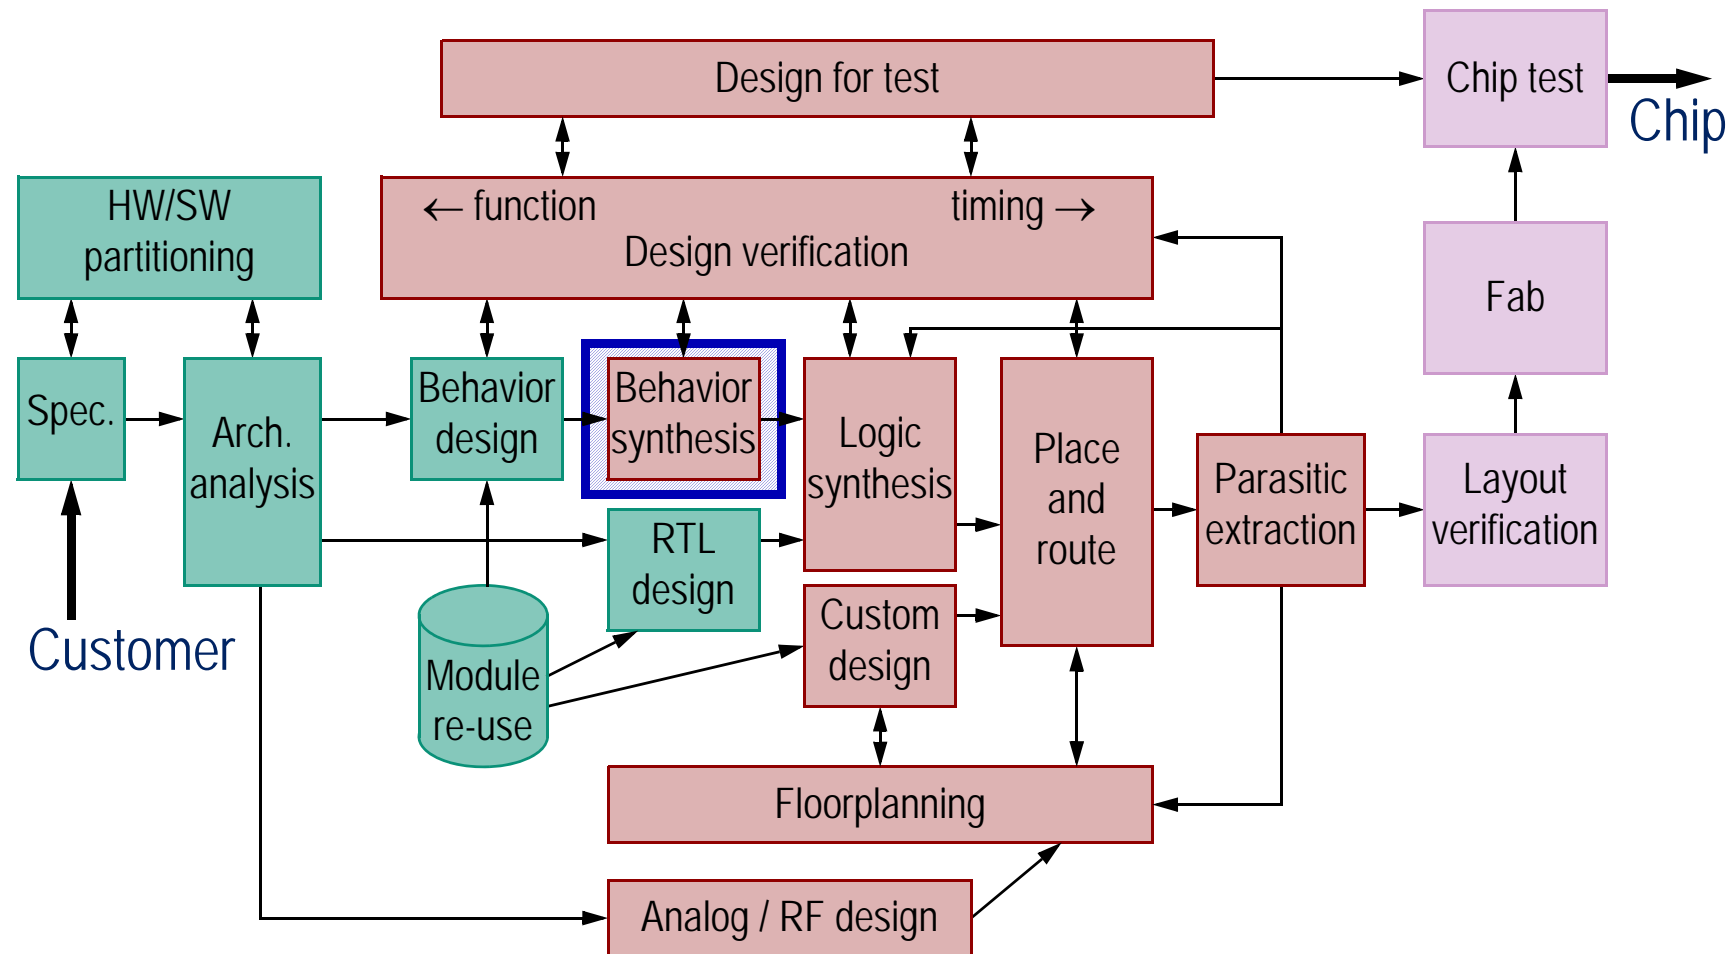 Design for test
Chip test
Chip
HW/SW
partitioning
← function
timing →
Design verification
Fab
Spec.
Arch.
analysis
Behavior
design
Behavior
synthesis
Logic
synthesis
Place
and
route
Parasitic
extraction
Layout
verification
RTL
design
Customer
Module
re-use
Custom
design
Floorplanning
Analog / RF design